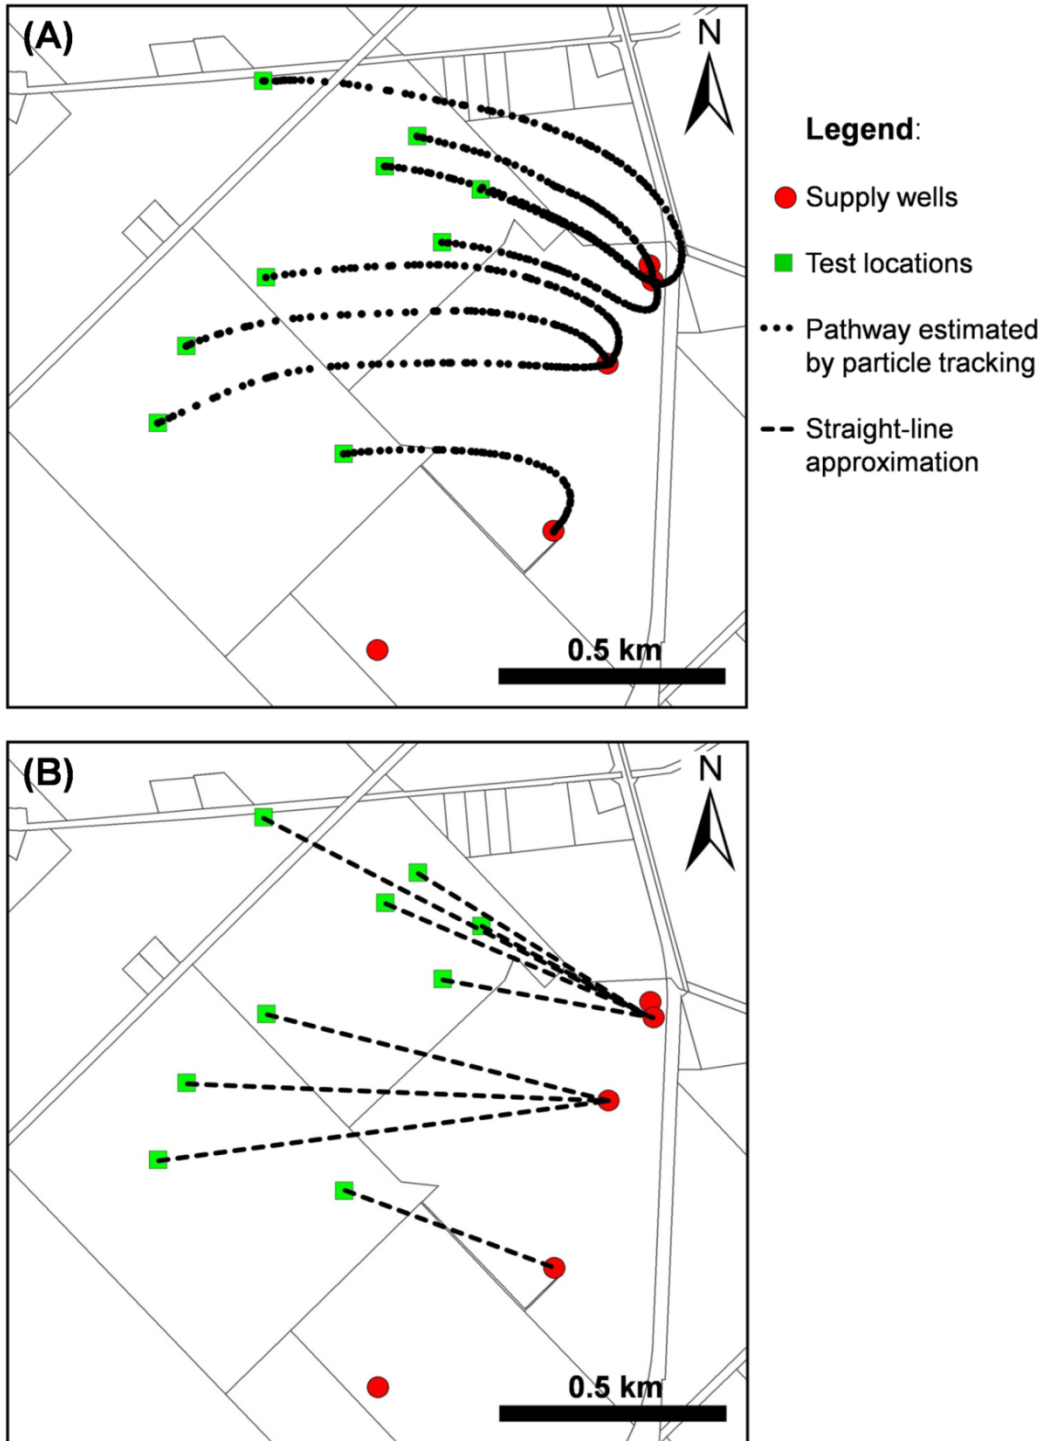 (A)
N
0.5 km
Legend:
Supply wells
Test locations
Pathway estimated
by particle tracking
Straight-line
approximation
(B)
N
0.5 km